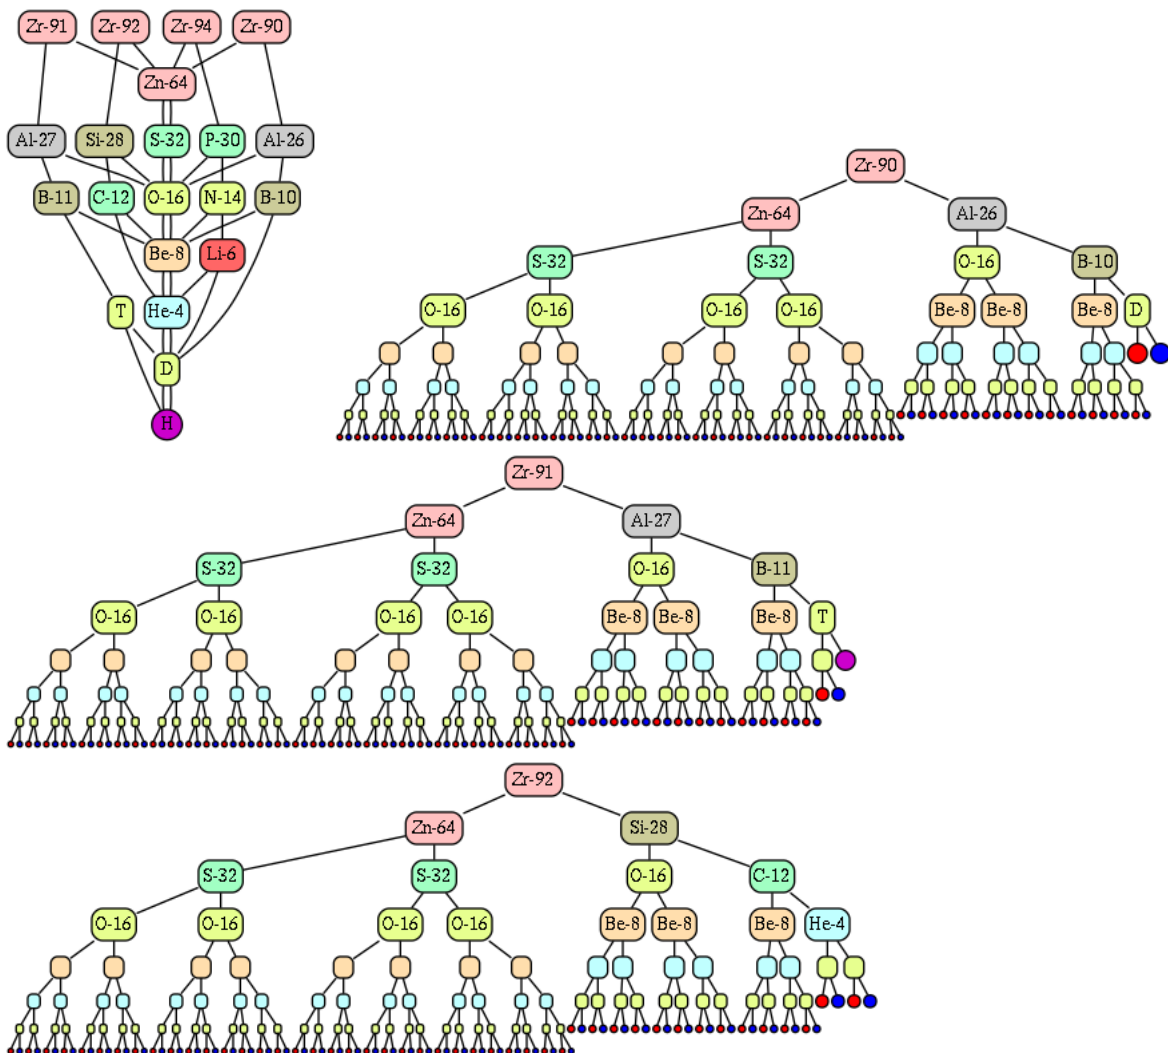 Zr-91 Zr-92 Zr-94 Zr-90
Zn-64
Al-27 Si-28 S-32 P-30 Al-26
B-11 C-12 O-16 N-14 B-10
Be-8 Li-6
T He-4
D
H
Zr-90
Zn-64 Al-26
S-32 S-32 O-16 B-10
O-16 O-16 O-16 O-16 Be-8 Be-8 Be-8 D
Zr-91
Zn-64 Al-27
S-32 S-32 O-16 B-11
O-16 O-16 O-16 O-16 Be-8 Be-8 Be-8 T
Zr-92
Zn-64 Si-28
S-32 S-32 O-16 C-12
O-16 O-16 O-16 O-16 Be-8 Be-8 Be-8 He-4